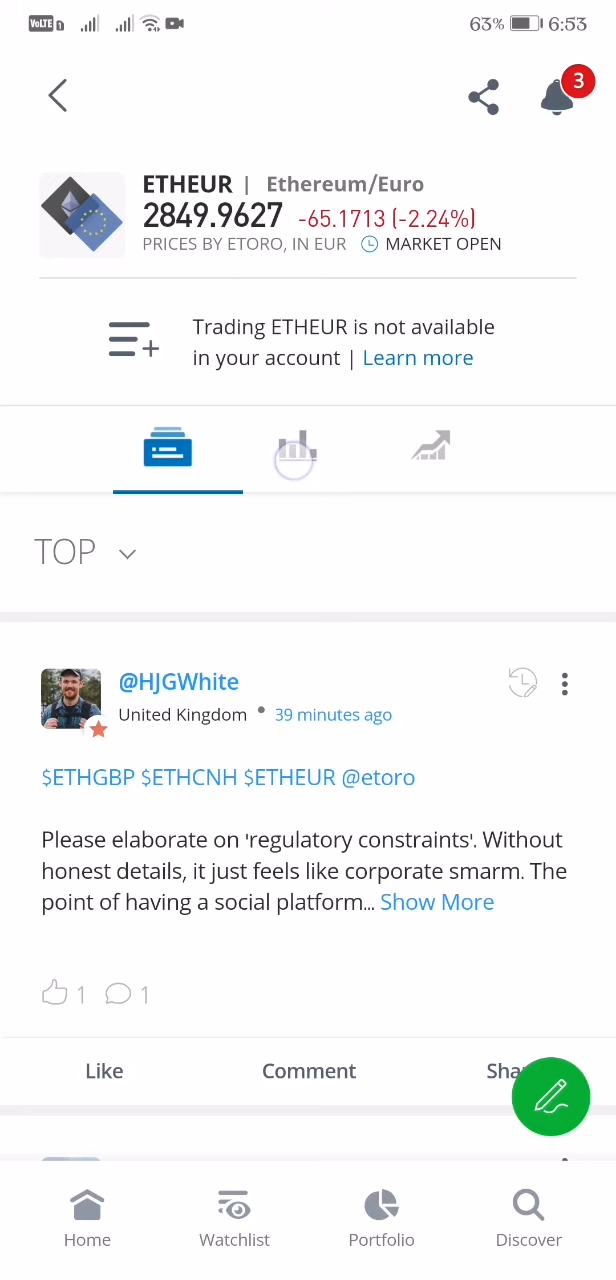 VoLTE 1 63% 6:53
3
ETHEUR | Ethereum/Euro
2849.9627 -65.1713 (-2.24%)
PRICES BY ETORO, IN EUR MARKET OPEN
Trading ETHEUR is not available
in your account | Learn more
TOP
@HJGWhite
United Kingdom • 39 minutes ago
$ETHGBP $ETHCNH $ETHEUR @etoro
Please elaborate on 'regulatory constraints'. Without
honest details, it just feels like corporate smarm. The
point of having a social platform... Show More
1 1
Like Comment Sha
Home Watchlist Portfolio Discover